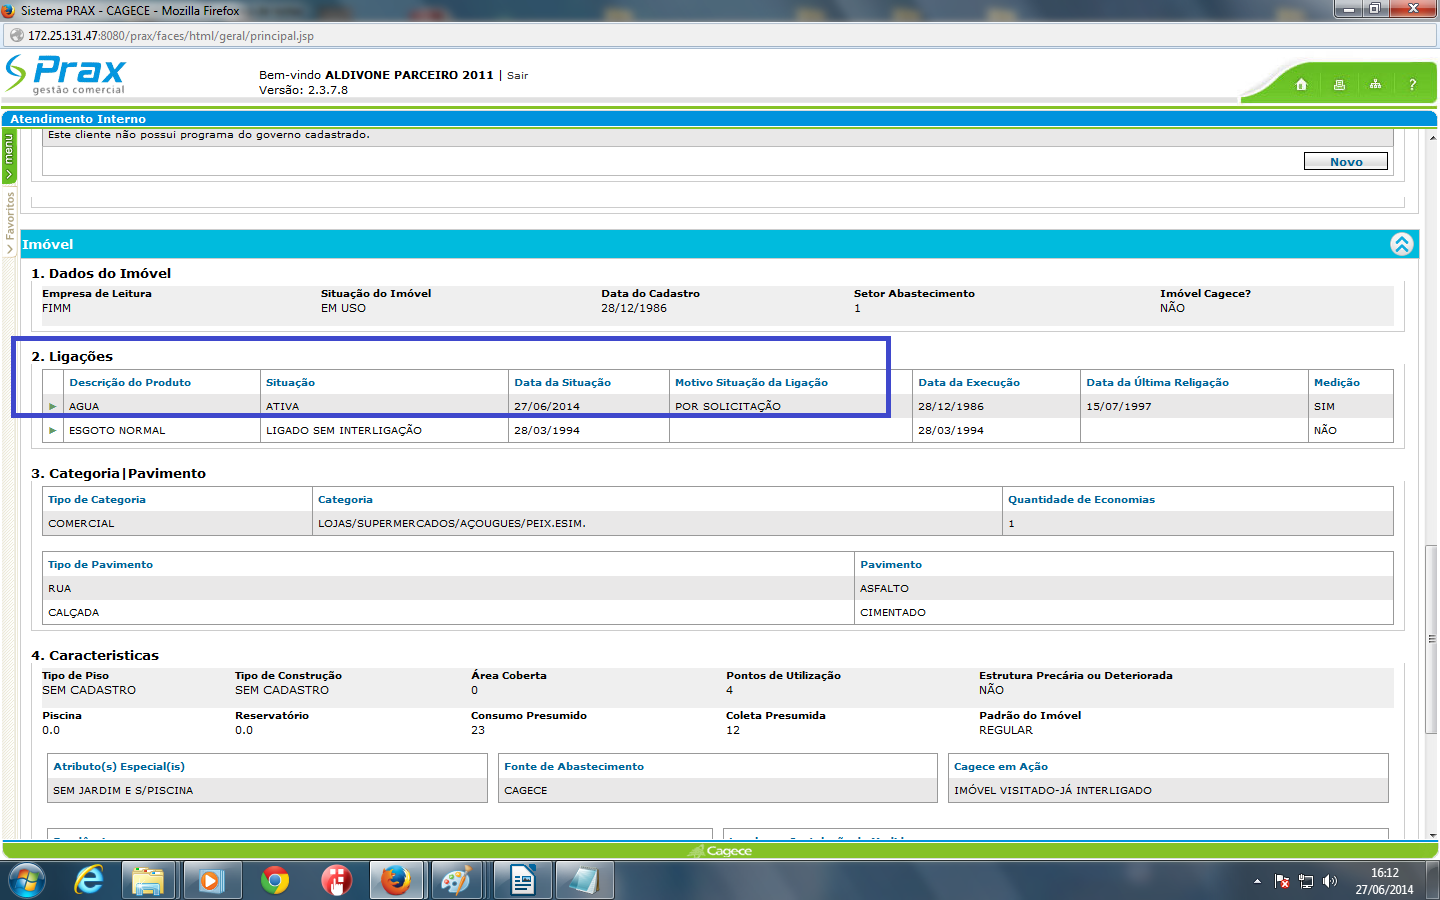 Sistema PRAX - CAGECE - Mozilla Firefox
172.25.131.47:8080/prax/faces/html/geral/principal.jsp
Prax
gestão comercial
Bem-vindo ALDIVONE PARCEIRO 2011 | Sair
Versão: 2.3.7.8
?
Atendimento Interno
menu
Favoritos
Este cliente não possui programa do governo cadastrado.
Novo
Imóvel
1. Dados do Imóvel
Empresa de Leitura Situação do Imóvel Data do Cadastro Setor Abastecimento Imóvel Cagece?
FIMM EM USO 28/12/1986 1 NÃO
2. Ligações
Descrição do Produto Situação Data da Situação Motivo Situação da Ligação Data da Execução Data da Última Religação Medição
AGUA ATIVA 27/06/2014 POR SOLICITAÇÃO 28/12/1986 15/07/1997 SIM
ESGOTO NORMAL LIGADO SEM INTERLIGAÇÃO 28/03/1994 28/03/1994 NÃO
3. Categoria|Pavimento
Tipo de Categoria Categoria Quantidade de Economias
COMERCIAL LOJAS/SUPERMERCADOS/AÇOUGUES/PEIX.ESIM. 1
Tipo de Pavimento Pavimento
RUA ASFALTO
CALÇADA CIMENTADO
4. Caracteristicas
Tipo de Piso Tipo de Construção Área Coberta Pontos de Utilização Estrutura Precária ou Deteriorada
SEM CADASTRO SEM CADASTRO 0 4 NÃO
Piscina Reservatório Consumo Presumido Coleta Presumida Padrão do Imóvel
0.0 0.0 23 12 REGULAR
Atributo(s) Especial(is) Fonte de Abastecimento Cagece em Ação
SEM JARDIM E S/PISCINA CAGECE IMÓVEL VISITADO-JÁ INTERLIGADO
Cagece
16:12
27/06/2014